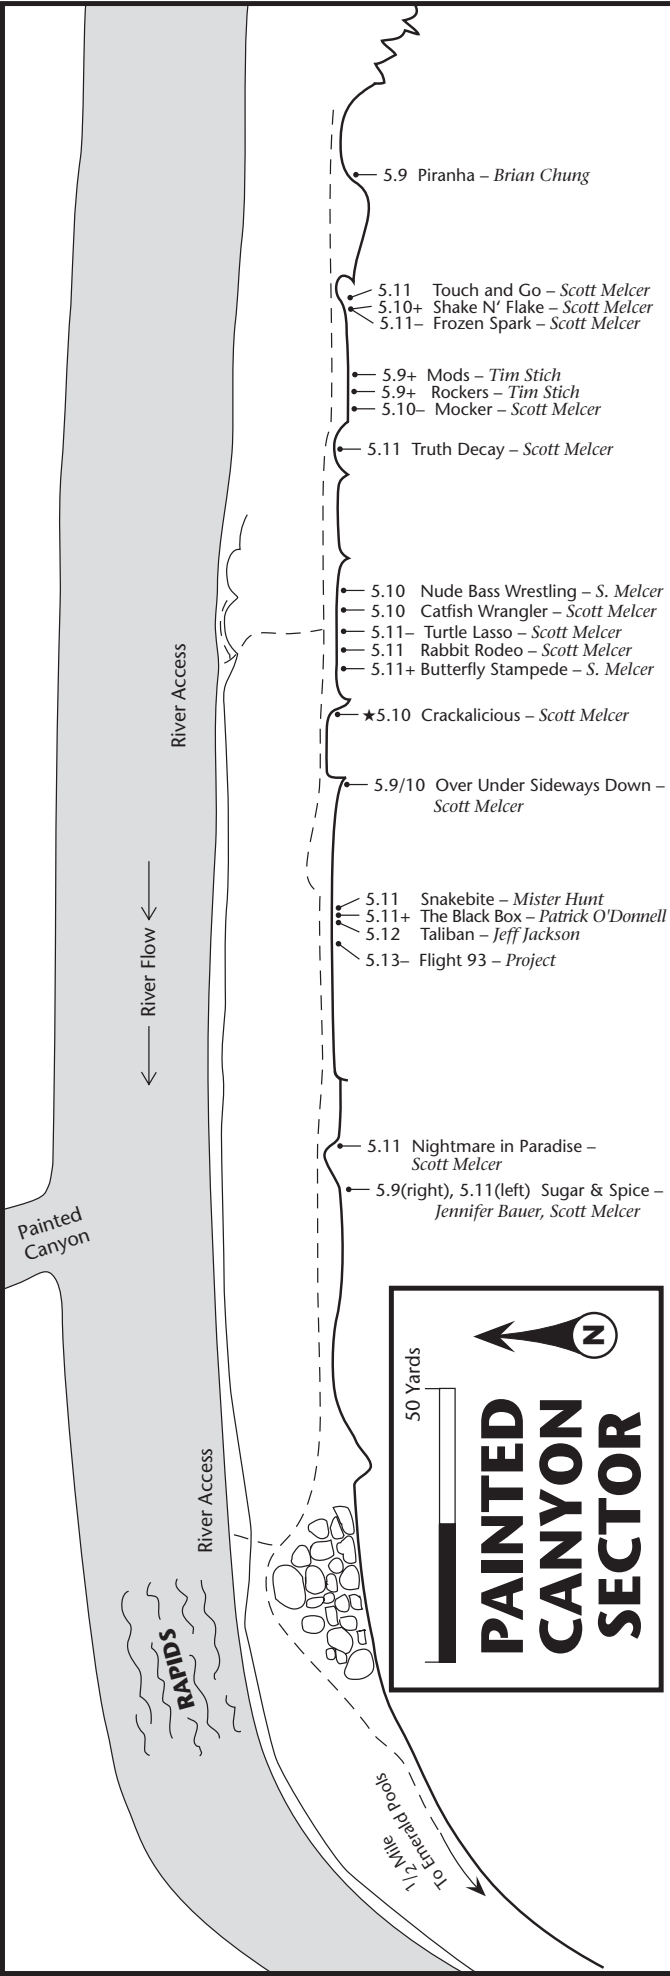 5.9 Piranha – Brian Chung
5.11 Touch and Go – Scott Melcer
5.10+ Shake N' Flake – Scott Melcer
5.11– Frozen Spark – Scott Melcer
5.9+ Mods – Tim Stich
5.9+ Rockers – Tim Stich
5.10– Mocker – Scott Melcer
5.11 Truth Decay – Scott Melcer
5.10 Nude Bass Wrestling – S. Melcer
5.10 Catfish Wrangler – Scott Melcer
5.11– Turtle Lasso – Scott Melcer
5.11 Rabbit Rodeo – Scott Melcer
5.11+ Butterfly Stampede – S. Melcer
★5.10 Crackalicious – Scott Melcer
5.9/10 Over Under Sideways Down –
Scott Melcer
5.11 Snakebite – Mister Hunt
5.11+ The Black Box – Patrick O'Donnell
5.12 Taliban – Jeff Jackson
5.13– Flight 93 – Project
5.11 Nightmare in Paradise –
Scott Melcer
5.9(right), 5.11(left) Sugar & Spice –
Jennifer Bauer, Scott Melcer
River Access
River Flow
Painted
Canyon
River Access
RAPIDS
1/2 Mile
To Emerald Pools
N
50 Yards
PAINTED
CANYON
SECTOR